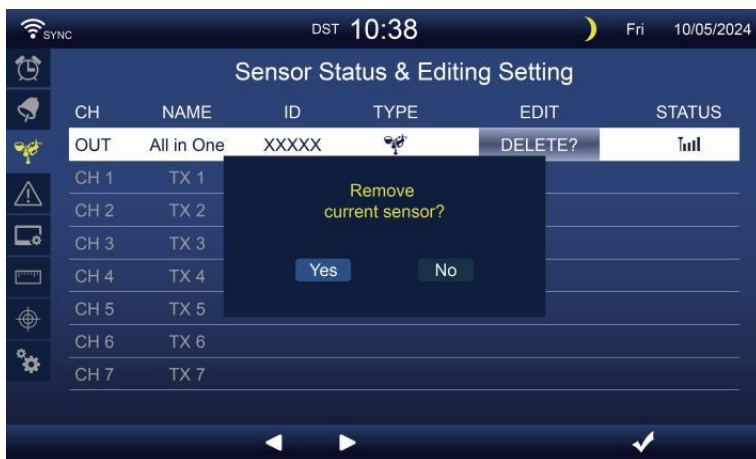 SYNC DST 10:38 Fri 10/05/2024
Sensor Status & Editing Setting
CH NAME ID TYPE EDIT STATUS
OUT All in One XXXXX DELETE?
CH 1 TX 1
CH 2 TX 2
CH 3 TX 3
CH 4 TX 4
CH 5 TX 5
CH 6 TX 6
CH 7 TX 7
Remove
current sensor?
Yes No